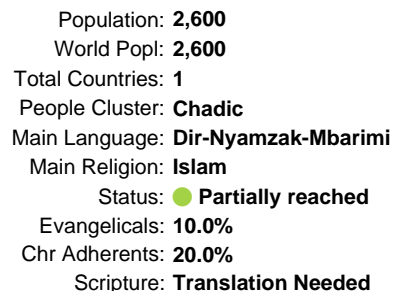 Population: 2,600
World Popl: 2,600
Total Countries: 1
People Cluster: Chadic
Main Language: Dir-Nyamzak-Mbarimi
Main Religion: Islam
Status: Partially reached
Evangelicals: 10.0%
Chr Adherents: 20.0%
Scripture: Translation Needed